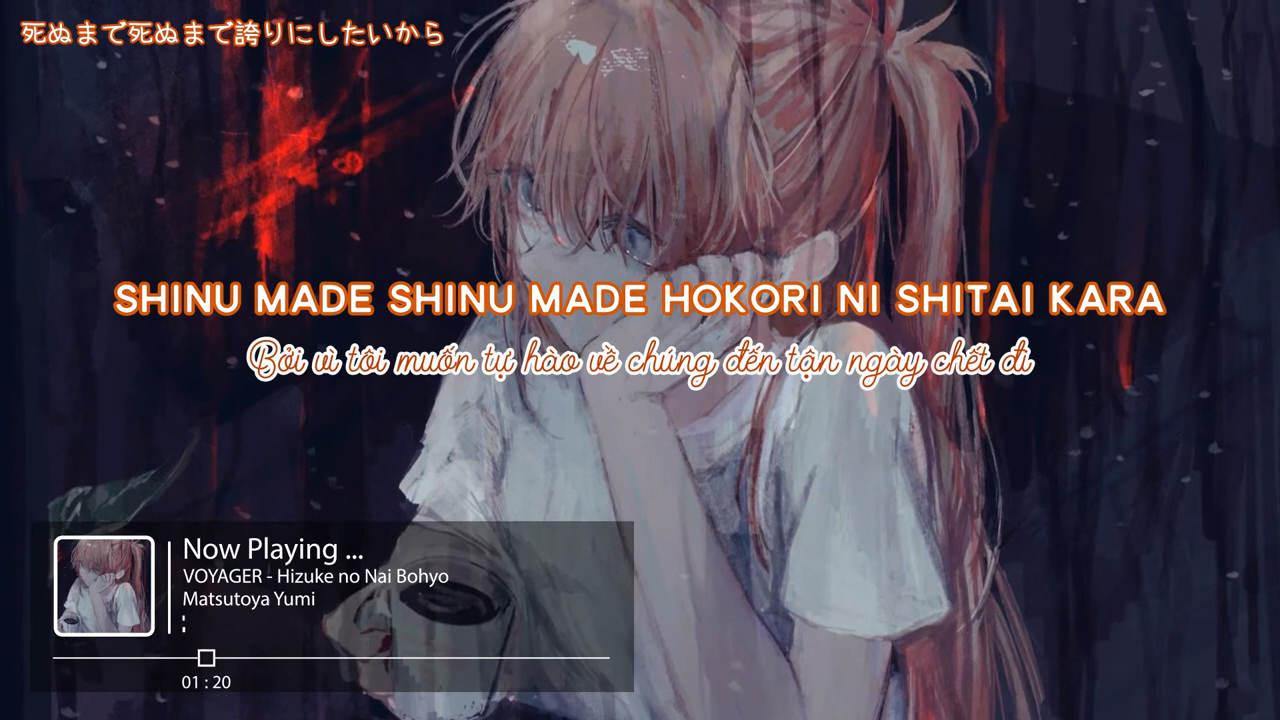 死ぬまで死ぬまで誇りにしたいから
SHINU MADE SHINU MADE HOKORI NI SHITAI KARA
Bởi vì tôi muốn tự hào về chúng đến tận ngày chết đi
Now Playing ...
VOYAGER - Hizuke no Nai Bohyo
Matsutoya Yumi
01 : 20